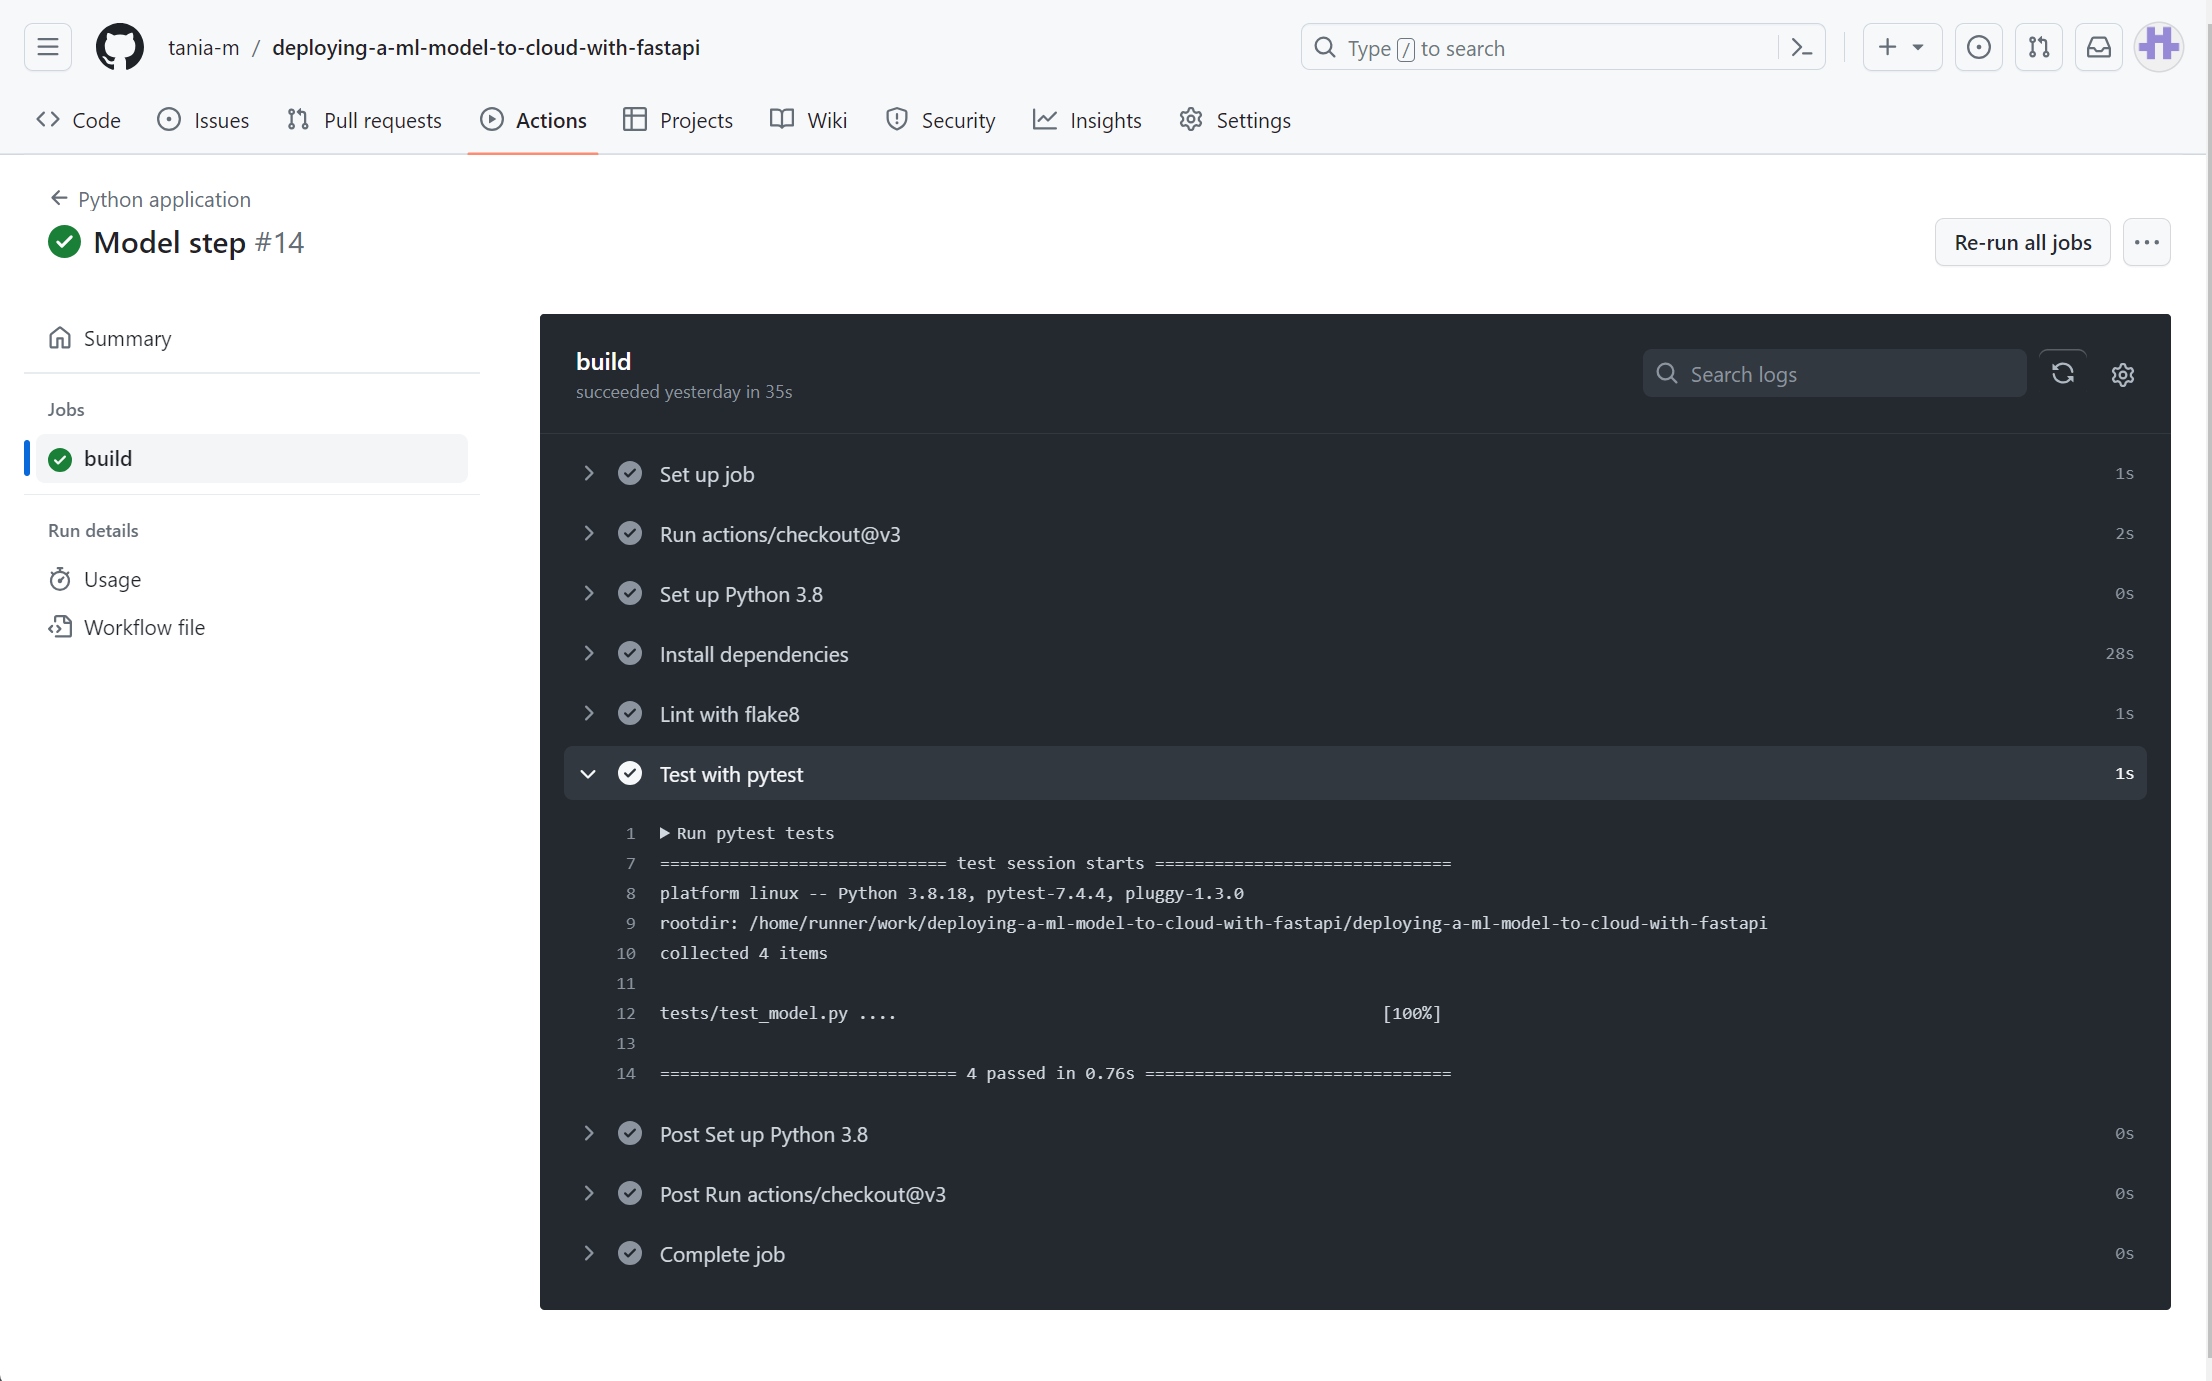 tania-m / deploying-a-ml-model-to-cloud-with-fastapi
Type / to search
Code
Issues
Pull requests
Actions
Projects
Wiki
Security
Insights
Settings
Python application
Model step #14
Re-run all jobs
Summary
Jobs
build
Run details
Usage
Workflow file
build
succeeded yesterday in 35s
Search logs
Set up job 1s
Run actions/checkout@v3 2s
Set up Python 3.8 0s
Install dependencies 28s
Lint with flake8 1s
Test with pytest 1s
1 Run pytest tests
7 ============================= test session starts ==============================
8 platform linux -- Python 3.8.18, pytest-7.4.4, pluggy-1.3.0
9 rootdir: /home/runner/work/deploying-a-ml-model-to-cloud-with-fastapi/deploying-a-ml-model-to-cloud-with-fastapi
10 collected 4 items
11
12 tests/test_model.py .... [100%]
13
14 ============================== 4 passed in 0.76s ===============================
Post Set up Python 3.8 0s
Post Run actions/checkout@v3 0s
Complete job 0s